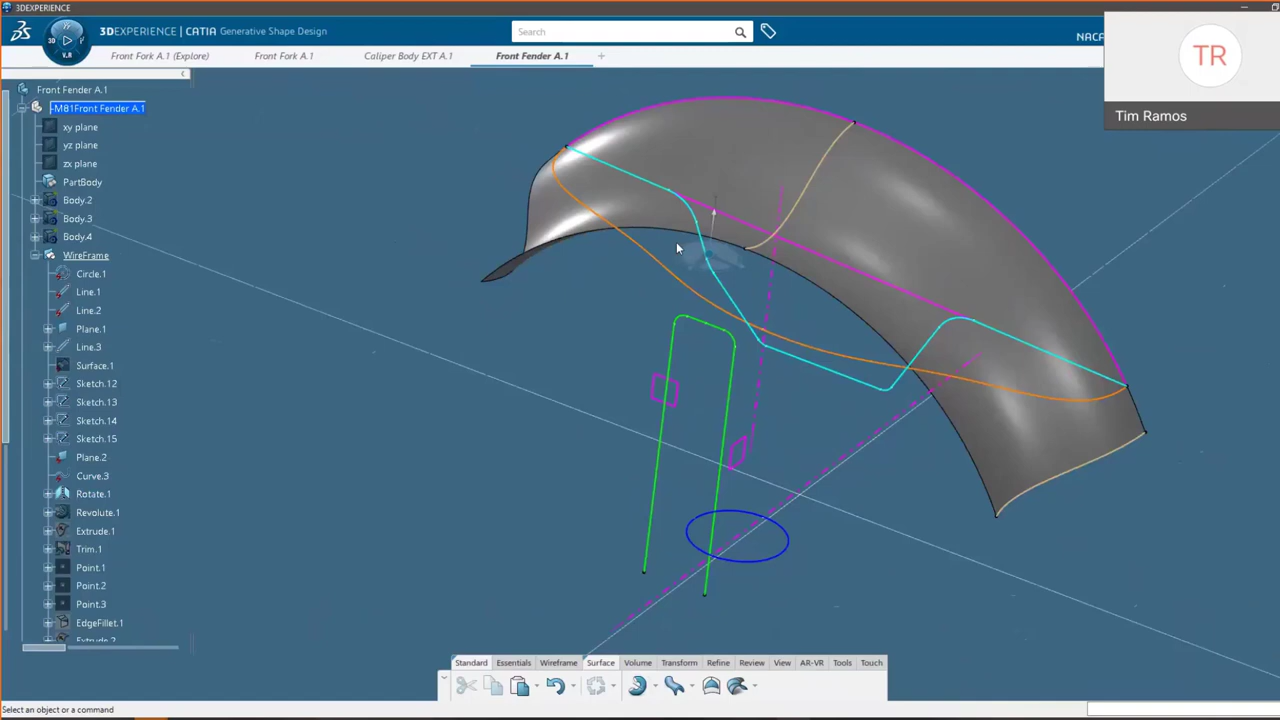 3DEXPERIENCE
3DEXPERIENCE | CATIA Generative Shape Design
Search
NACA
3D
V.R
Front Fork A.1 (Explore)
Front Fork A.1
Caliper Body EXT A.1
Front Fender A.1
TR
Tim Ramos
Front Fender A.1
-M81Front Fender A.1
xy plane
yz plane
zx plane
PartBody
Body.2
Body.3
Body.4
WireFrame
Circle.1
Line.1
Line.2
Plane.1
Line.3
Surface.1
Sketch.12
Sketch.13
Sketch.14
Sketch.15
Plane.2
Curve.3
Rotate.1
Revolute.1
Extrude.1
Trim.1
Point.1
Point.2
Point.3
EdgeFillet.1
Extrude.2
Standard
Essentials
Wireframe
Surface
Volume
Transform
Refine
Review
View
AR-VR
Tools
Touch
Select an object or a command